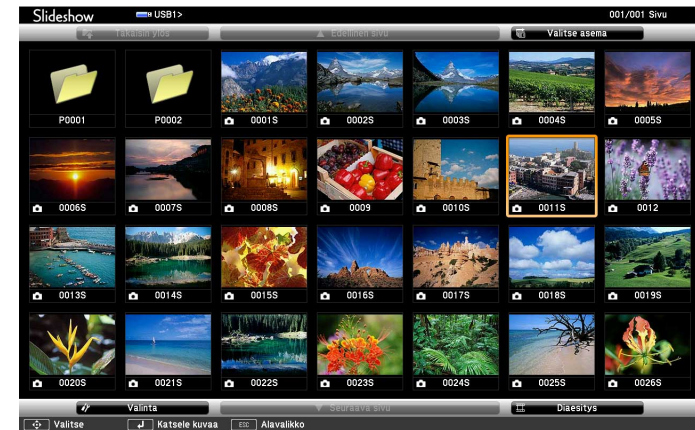 Slideshow USB1> 001/001 Sivu
Takaisin ylös Edellinen sivu Valitse asema
P0001 P0002 0001S 0002S 0003S 0004S 0005S
0006S 0007S 0008S 0009 0010S 0011S 0012
0013S 0014S 0015S 0016S 0017S 0018S 0019S
0020S 0021S 0022S 0023S 0024S 0025S 0026S
Valinta Seuraava sivu Diaesitys
Valitse Katsele kuvaa ESC Alavalikko